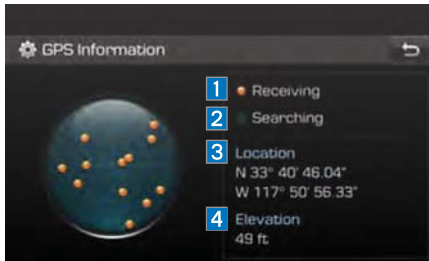 GPS Information
1 Receiving
2 Searching
3 Location
N 33° 40' 46.04"
W 117° 50' 56.33"
4 Elevation
49 ft